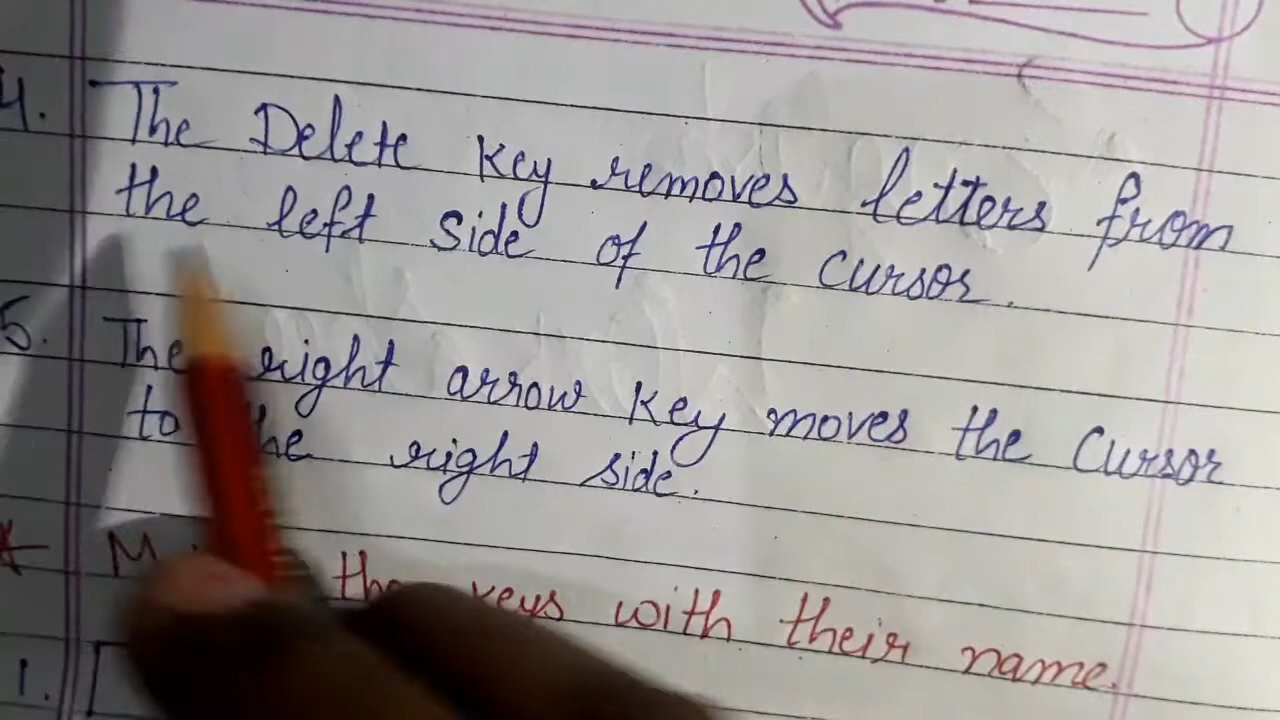 4. The Delete key removes letters from
the left side of the cursor.
5. The right arrow key moves the cursor
to the right side.
the keys with their name.
1.